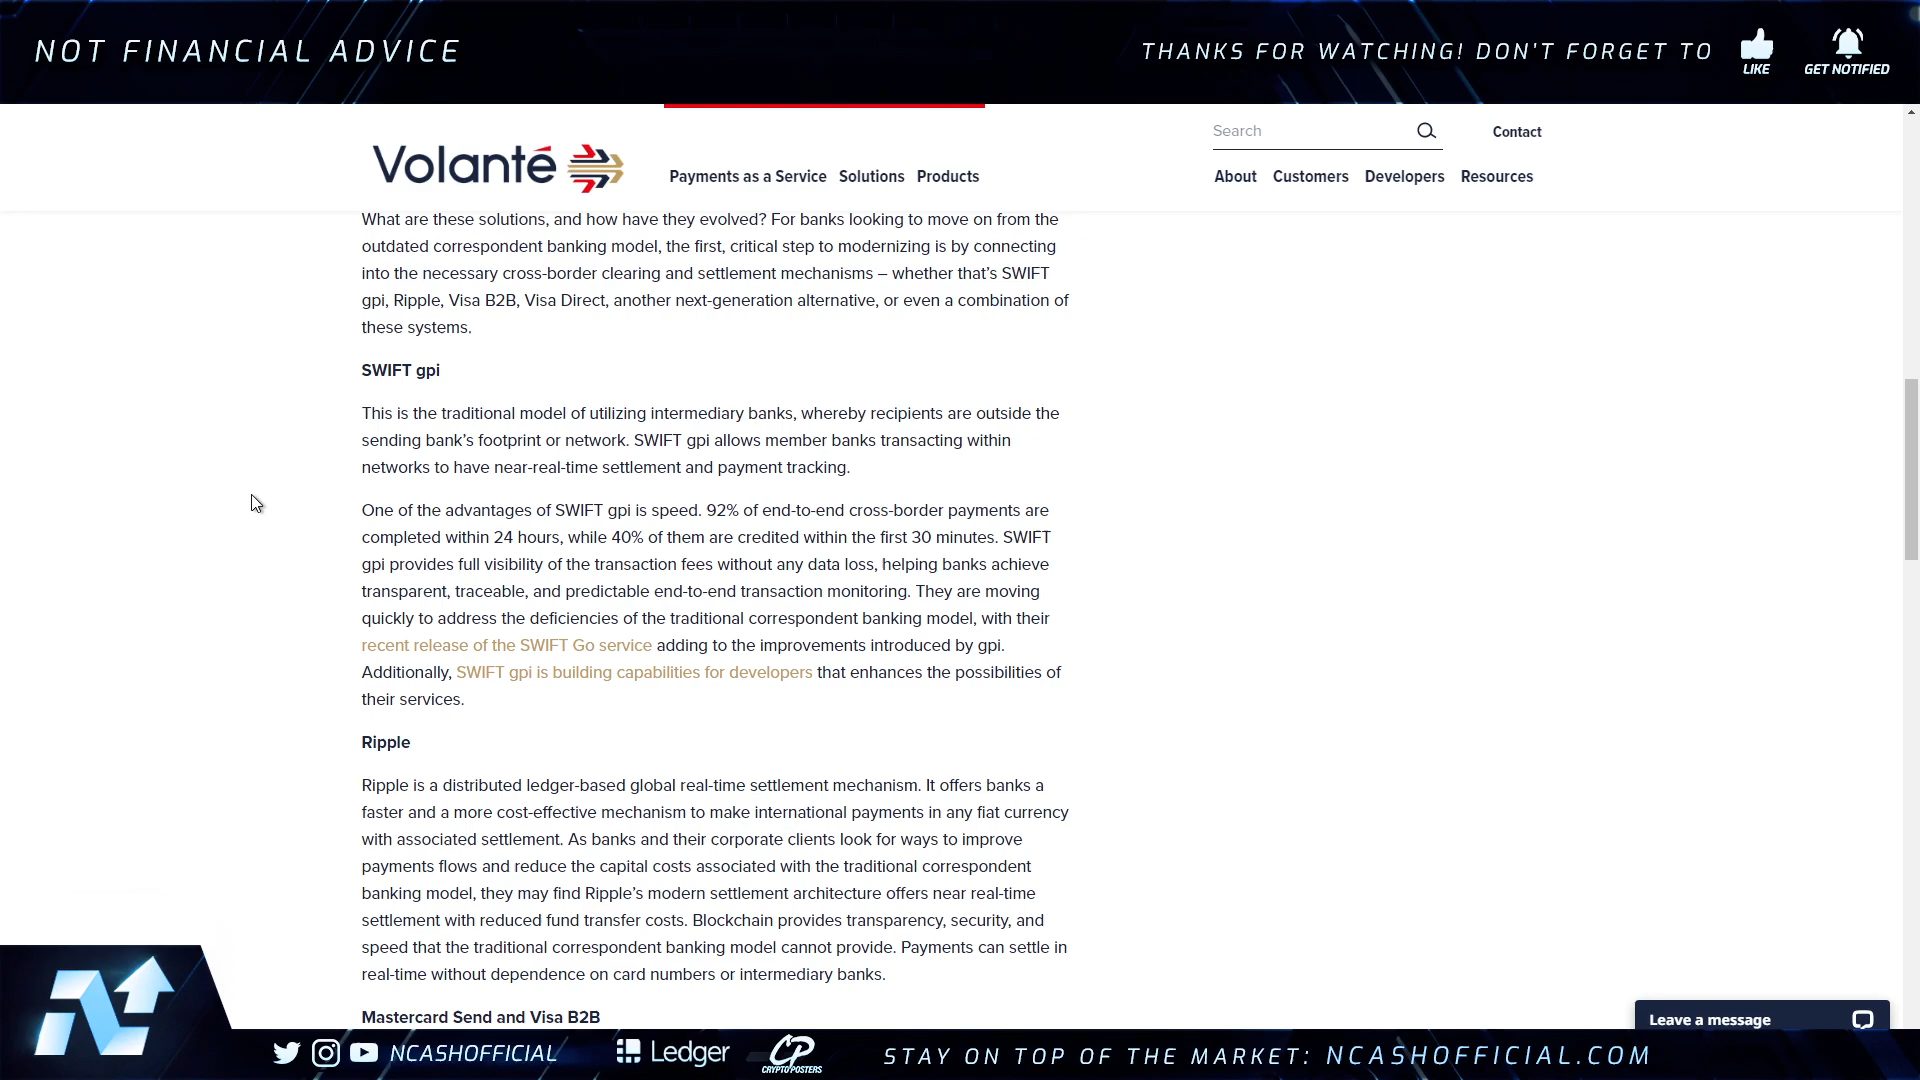 NOT FINANCIAL ADVICE
THANKS FOR WATCHING! DON'T FORGET TO
LIKE
GET NOTIFIED
Search
Contact
Volanté
Payments as a Service Solutions Products
About Customers Developers Resources
What are these solutions, and how have they evolved? For banks looking to move on from the
outdated correspondent banking model, the first, critical step to modernizing is by connecting
into the necessary cross-border clearing and settlement mechanisms – whether that's SWIFT
gpi, Ripple, Visa B2B, Visa Direct, another next-generation alternative, or even a combination of
these systems.
SWIFT gpi
This is the traditional model of utilizing intermediary banks, whereby recipients are outside the
sending bank's footprint or network. SWIFT gpi allows member banks transacting within
networks to have near-real-time settlement and payment tracking.
One of the advantages of SWIFT gpi is speed. 92% of end-to-end cross-border payments are
completed within 24 hours, while 40% of them are credited within the first 30 minutes. SWIFT
gpi provides full visibility of the transaction fees without any data loss, helping banks achieve
transparent, traceable, and predictable end-to-end transaction monitoring. They are moving
quickly to address the deficiencies of the traditional correspondent banking model, with their
recent release of the SWIFT Go service adding to the improvements introduced by gpi.
Additionally, SWIFT gpi is building capabilities for developers that enhances the possibilities of
their services.
Ripple
Ripple is a distributed ledger-based global real-time settlement mechanism. It offers banks a
faster and a more cost-effective mechanism to make international payments in any fiat currency
with associated settlement. As banks and their corporate clients look for ways to improve
payments flows and reduce the capital costs associated with the traditional correspondent
banking model, they may find Ripple's modern settlement architecture offers near real-time
settlement with reduced fund transfer costs. Blockchain provides transparency, security, and
speed that the traditional correspondent banking model cannot provide. Payments can settle in
real-time without dependence on card numbers or intermediary banks.
Mastercard Send and Visa B2B
Leave a message
NCASHOFFICIAL
Ledger
CP
CRYPTOPOSTERS
STAY ON TOP OF THE MARKET: NCASHOFFICIAL.COM